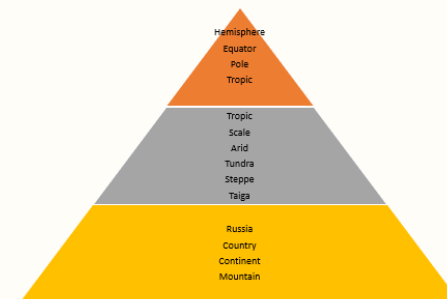 Hemisphere
Equator
Pole
Tropic
Tropic
Scale
Arid
Tundra
Steppe
Taiga
Russia
Country
Continent
Mountain